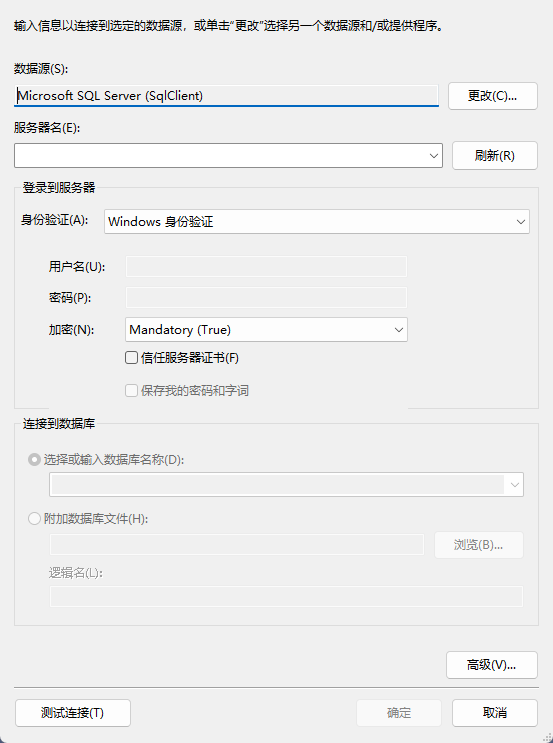 输入信息以连接到选定的数据源，或单击“更改”选择另一个数据源和/或提供程序。
数据源(S):
Microsoft SQL Server (SqlClient)
更改(C)...
服务器名(E):
刷新(R)
登录到服务器
身份验证(A):
Windows 身份验证
用户名(U):
密码(P):
加密(N):
Mandatory (True)
信任服务器证书(F)
保存我的密码和字词
连接到数据库
选择或输入数据库名称(D):
附加数据库文件(H):
浏览(B)...
逻辑名(L):
高级(V)...
测试连接(T)
确定
取消